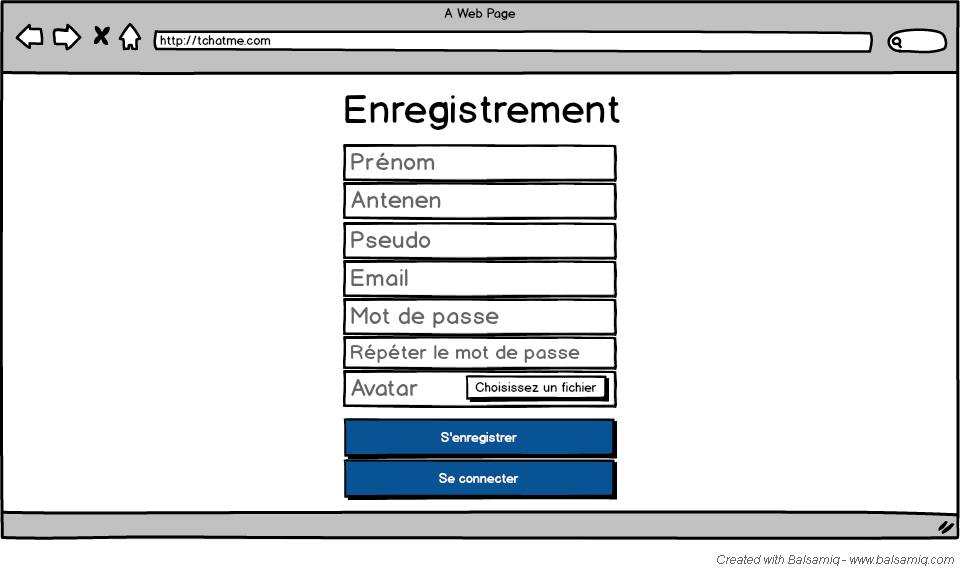 A Web Page
http://tchatme.com
Enregistrement
Prénom
Antenen
Pseudo
Email
Mot de passe
Répéter le mot de passe
Avatar Choisissez un fichier
S'enregistrer
Se connecter
Created with Balsamiq - www.balsamiq.com